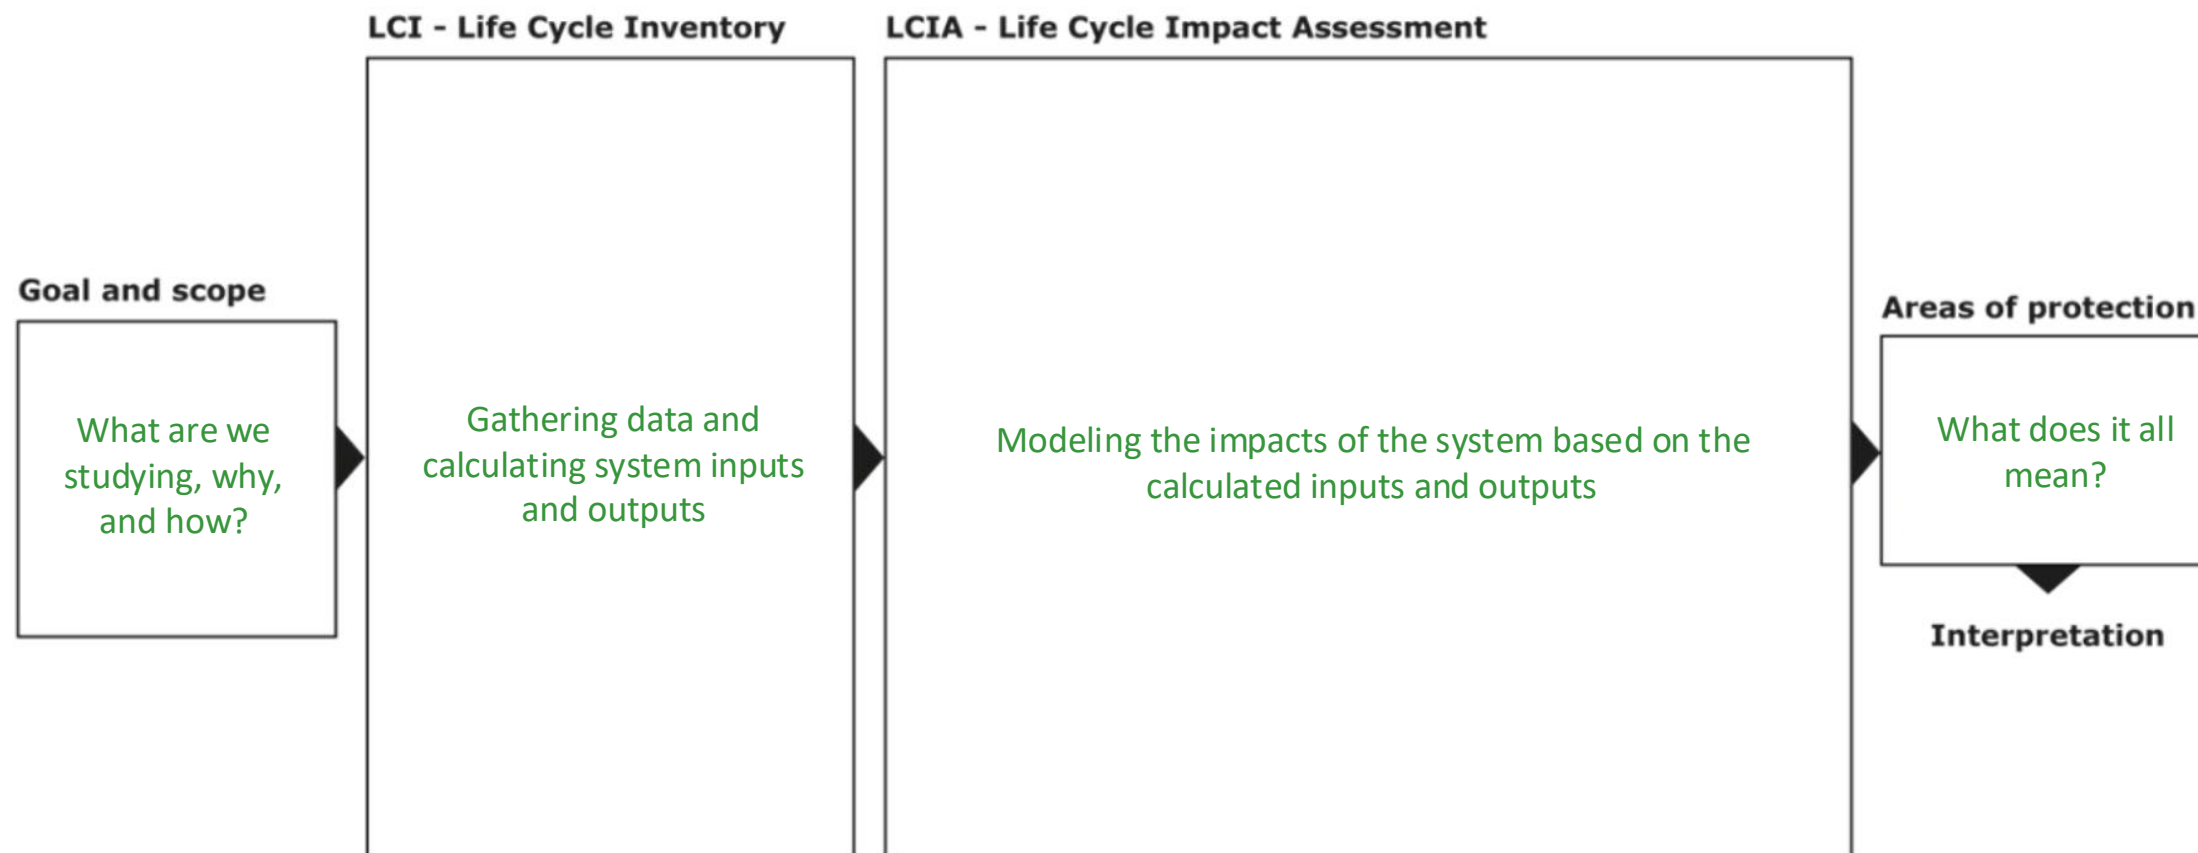 LCI - Life Cycle Inventory
LCIA - Life Cycle Impact Assessment
Goal and scope
What are we
studying, why,
and how?
Gathering data and
calculating system inputs
and outputs
Modeling the impacts of the system based on the
calculated inputs and outputs
Areas of protection
What does it all
mean?
Interpretation